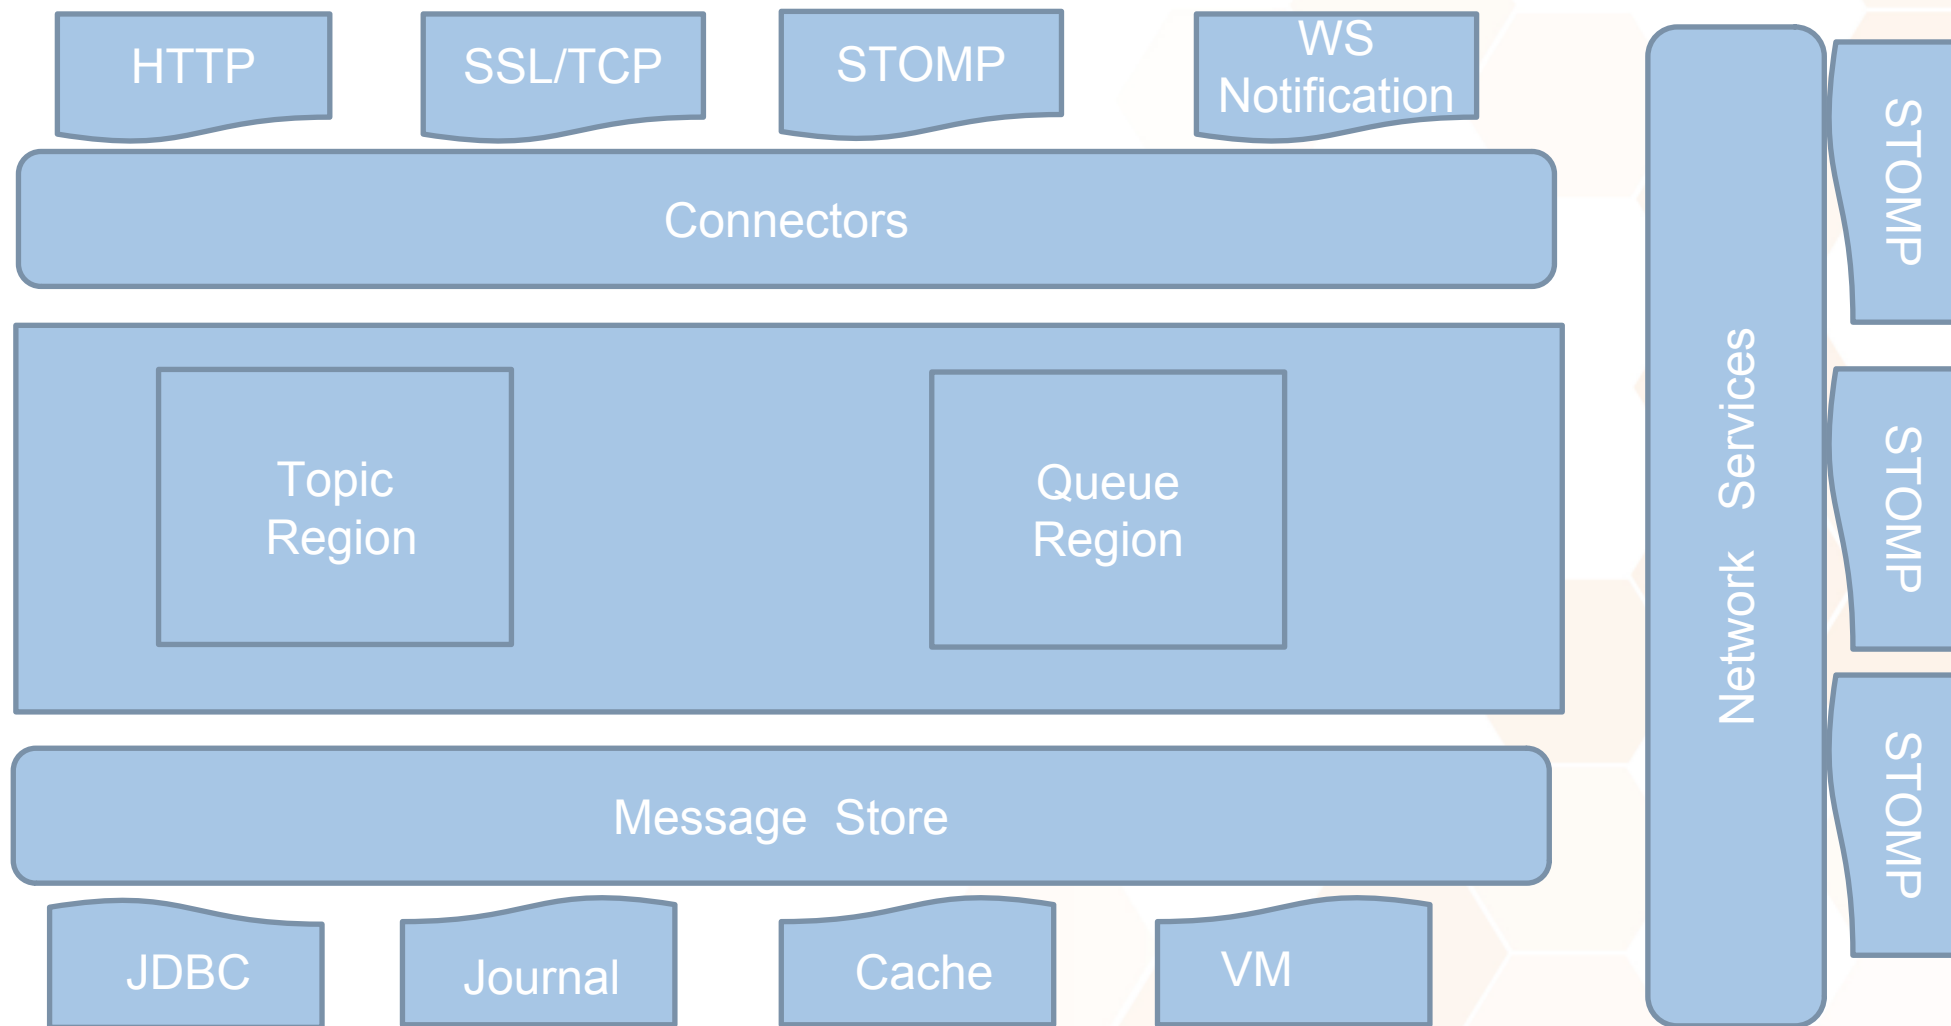 HTTP
SSL/TCP
STOMP
WS
Notification
Connectors
Topic
Region
Queue
Region
Message Store
JDBC
Journal
Cache
VM
Network Services
STOMP
STOMP
STOMP